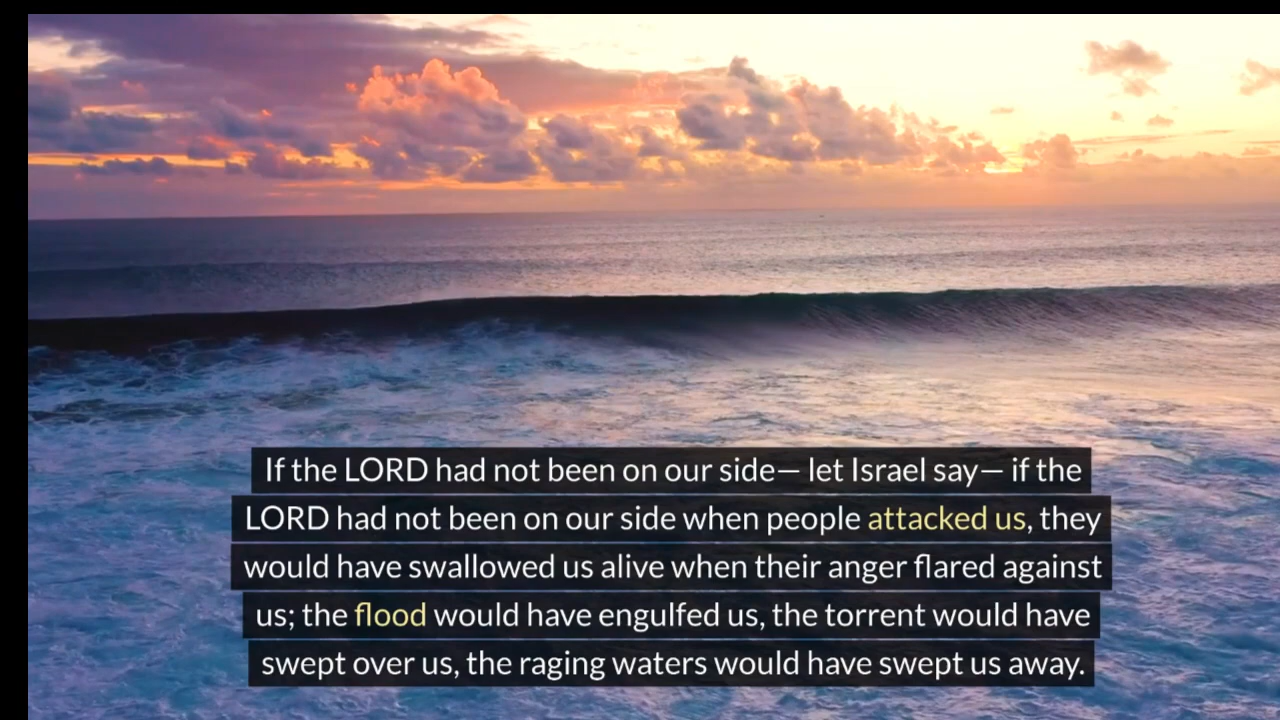 If the LORD had not been on our side— let Israel say— if the
LORD had not been on our side when people attacked us, they
would have swallowed us alive when their anger flared against
us; the flood would have engulfed us, the torrent would have
swept over us, the raging waters would have swept us away.